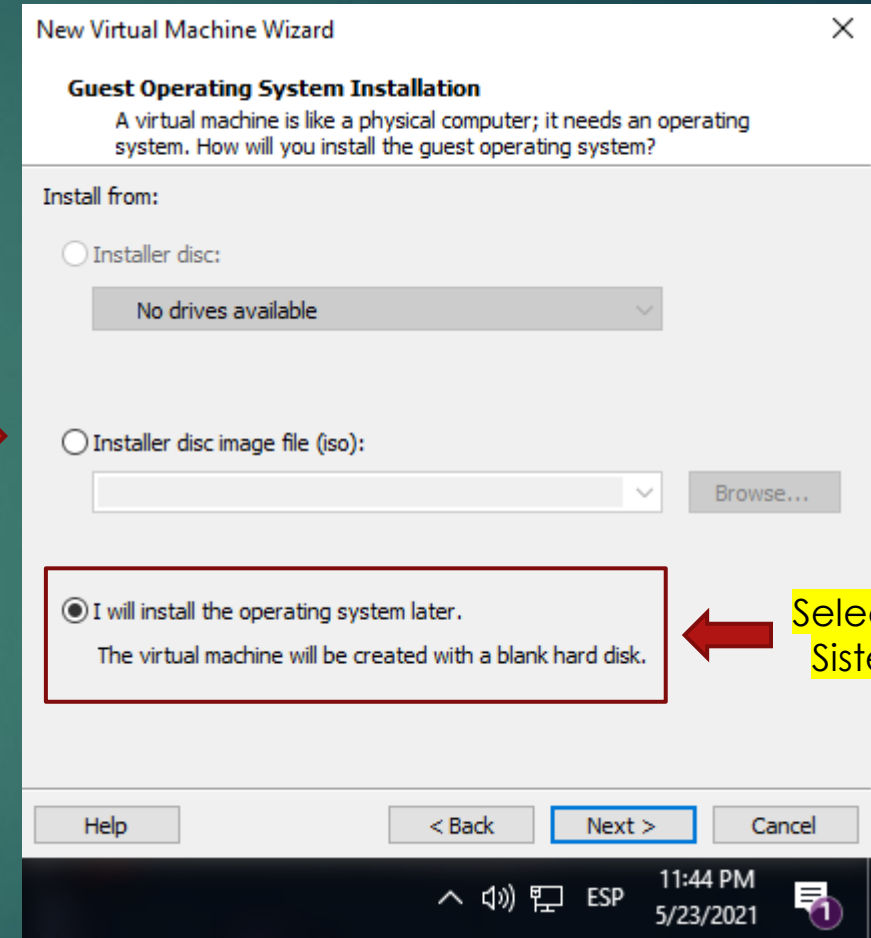 New Virtual Machine Wizard
Guest Operating System Installation
A virtual machine is like a physical computer; it needs an operating
system. How will you install the guest operating system?
Install from:
Installer disc:
No drives available
Installer disc image file (iso):
Browse...
I will install the operating system later.
The virtual machine will be created with a blank hard disk.
Help
< Back
Next >
Cancel
ESP
11:44 PM
5/23/2021
1